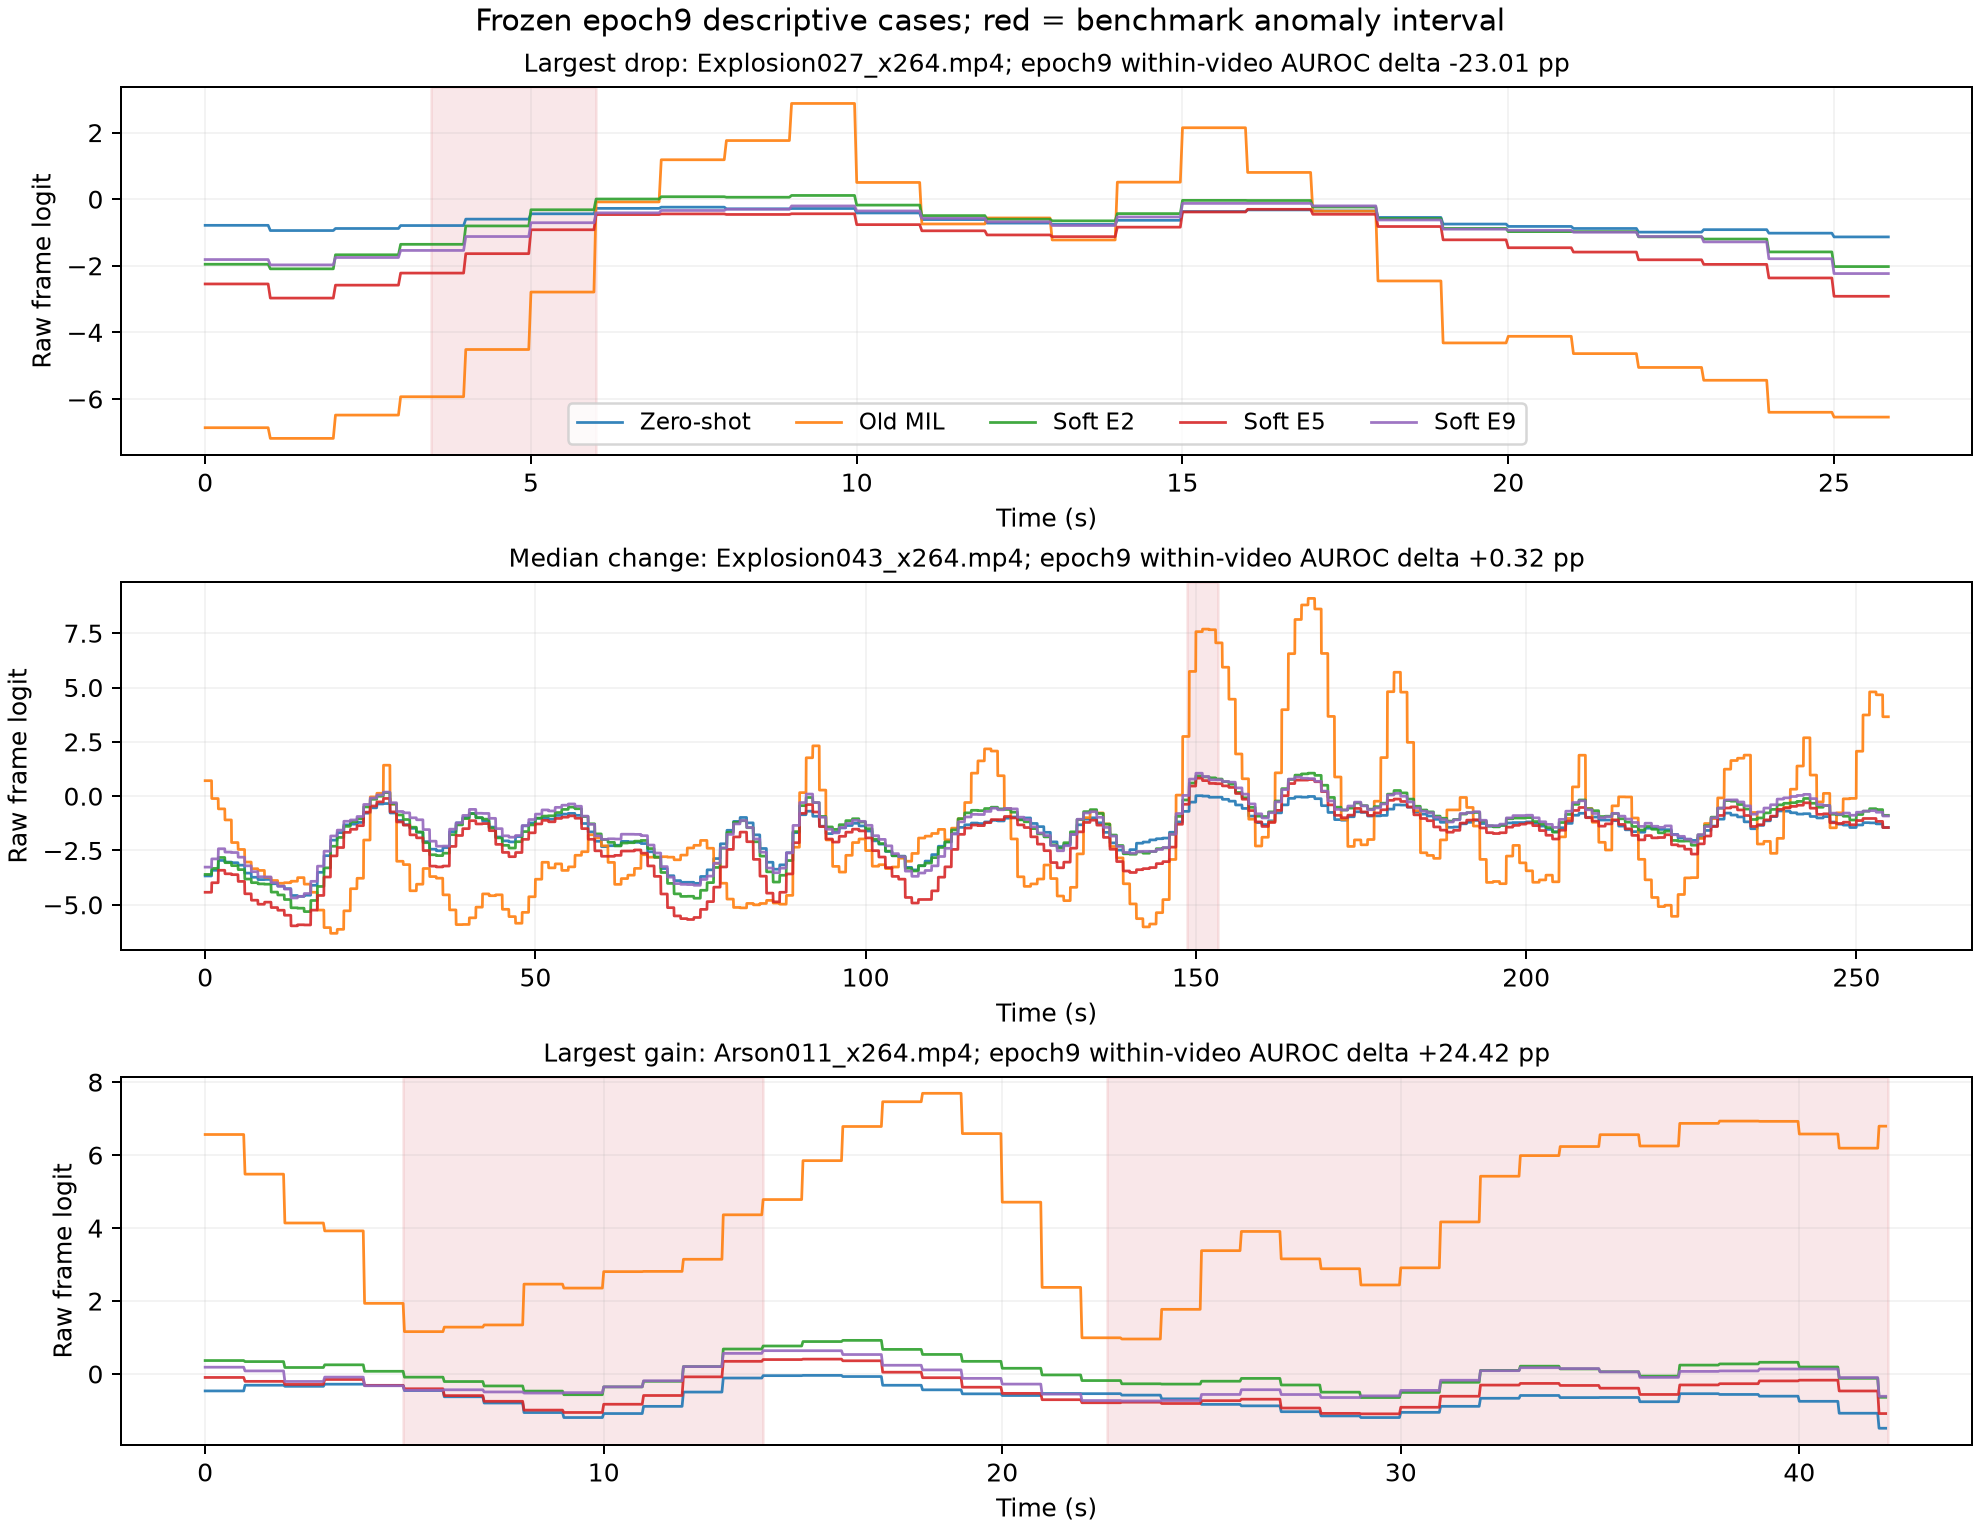 Frozen epoch9 descriptive cases; red = benchmark anomaly interval
Largest drop: Explosion027_x264.mp4; epoch9 within-video AUROC delta -23.01 pp
Raw frame logit
2
0
−2
−4
−6
Zero-shot Old MIL Soft E2 Soft E5 Soft E9
0 5 10 15 20 25
Time (s)
Median change: Explosion043_x264.mp4; epoch9 within-video AUROC delta +0.32 pp
Raw frame logit
7.5
5.0
2.5
0.0
−2.5
−5.0
0 50 100 150 200 250
Time (s)
Largest gain: Arson011_x264.mp4; epoch9 within-video AUROC delta +24.42 pp
Raw frame logit
8
6
4
2
0
0 10 20 30 40
Time (s)